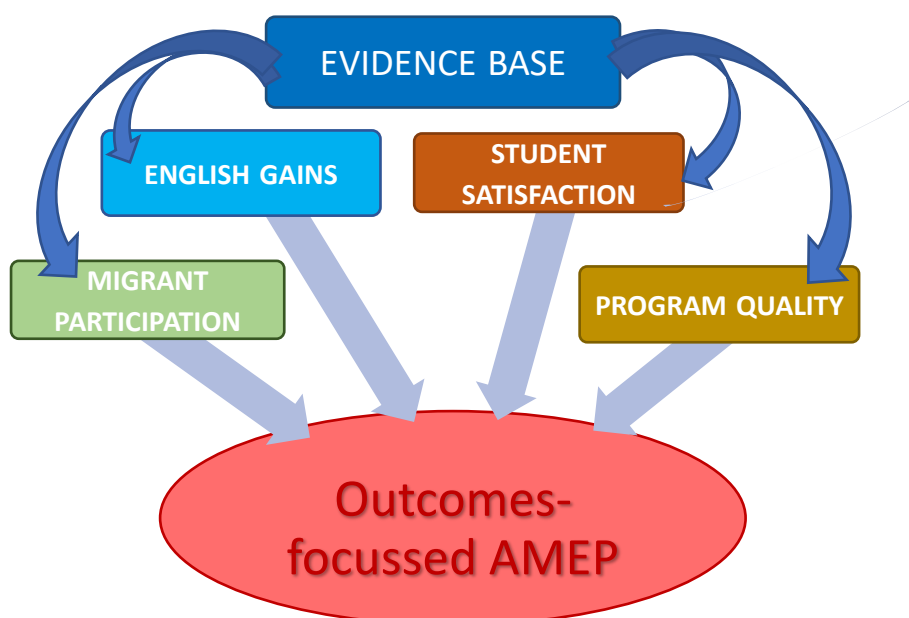 EVIDENCE BASE
ENGLISH GAINS
STUDENT
SATISFACTION
MIGRANT
PARTICIPATION
PROGRAM QUALITY
Outcomes-
focussed AMEP